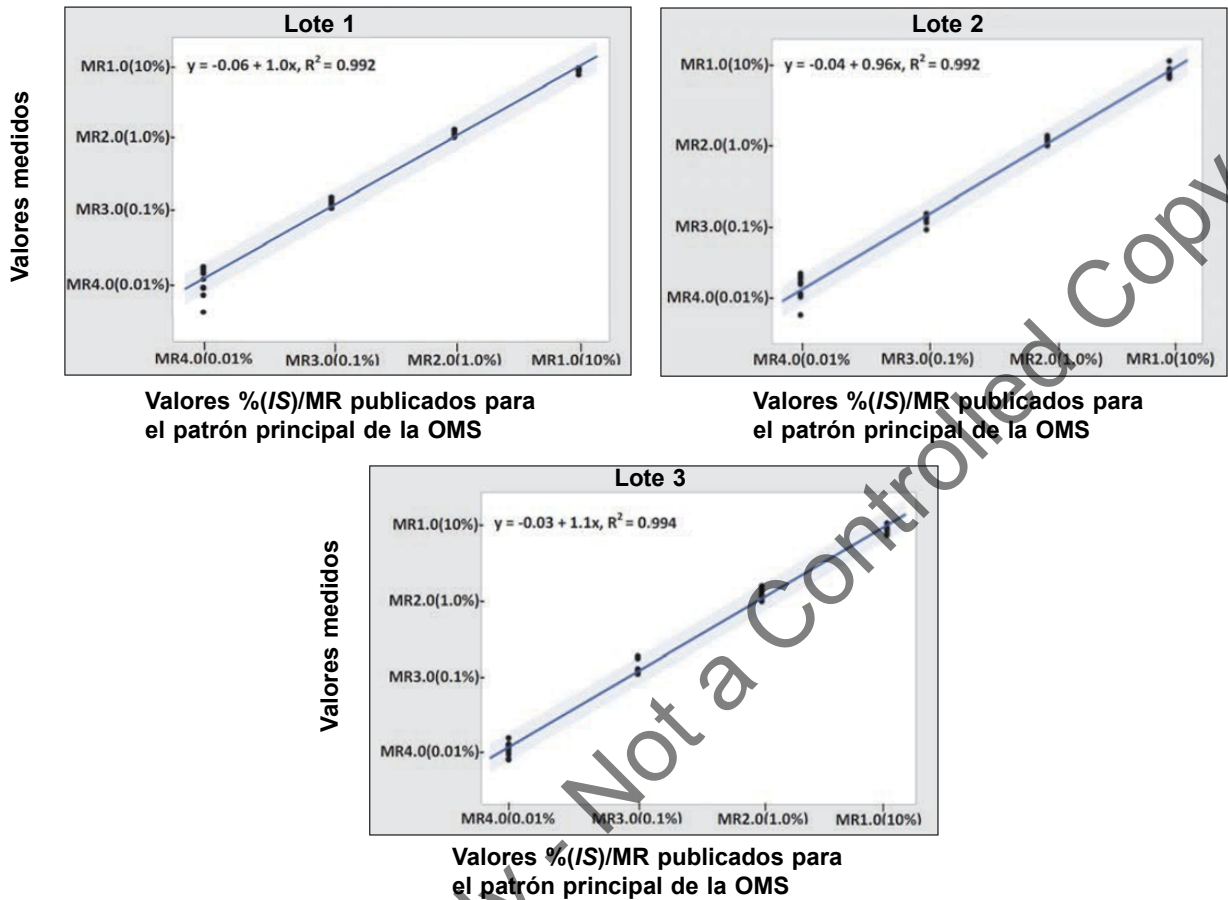 Lote 1
y = -0.06 + 1.0x, R² = 0.992
Valores medidos
MR1.0(10%)
MR2.0(1.0%)
MR3.0(0.1%)
MR4.0(0.01%)
MR4.0(0.01%
MR3.0(0.1%)
MR2.0(1.0%)
MR1.0(10%)
Valores %(IS)/MR publicados para
el patrón principal de la OMS
Lote 2
y = -0.04 + 0.96x, R² = 0.992
MR1.0(10%)
MR2.0(1.0%)
MR3.0(0.1%)
MR4.0(0.01%)
MR4.0(0.01%
MR3.0(0.1%)
MR2.0(1.0%)
MR1.0(10%)
Valores %(IS)/MR publicados para
el patrón principal de la OMS
Lote 3
y = -0.03 + 1.1x, R² = 0.994
Valores medidos
MR1.0(10%)
MR2.0(1.0%)
MR3.0(0.1%)
MR4.0(0.01%)
MR4.0(0.01%
MR3.0(0.1%)
MR2.0(1.0%)
MR1.0(10%)
Valores %(IS)/MR publicados para
el patrón principal de la OMS
- Not a Controlled Copy